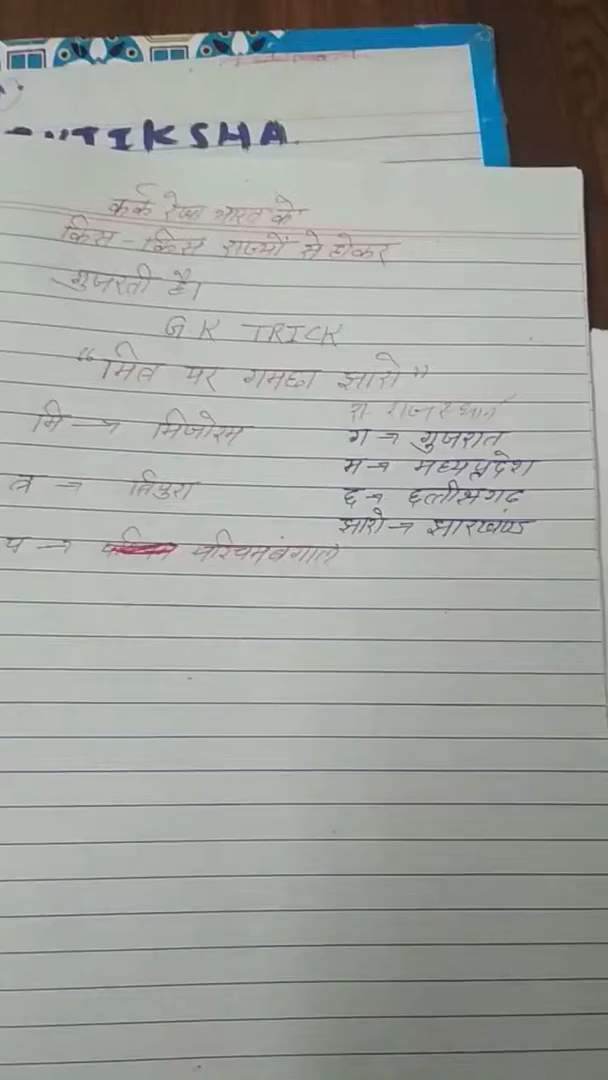 TIKSHA
कर्क रेखा भारत के
किस - किस राज्यों से होकर
गुजरती है।
G.K TRICK
"मित्र पर गमछा झारो"
मि → मिजोरम
त्र → त्रिपुरा
प → पश्चिमबंगाल
रा- राजस्थान
ग → गुजरात
म → मध्यप्रदेश
छ → छत्तीसगढ़
झारो → झारखण्ड